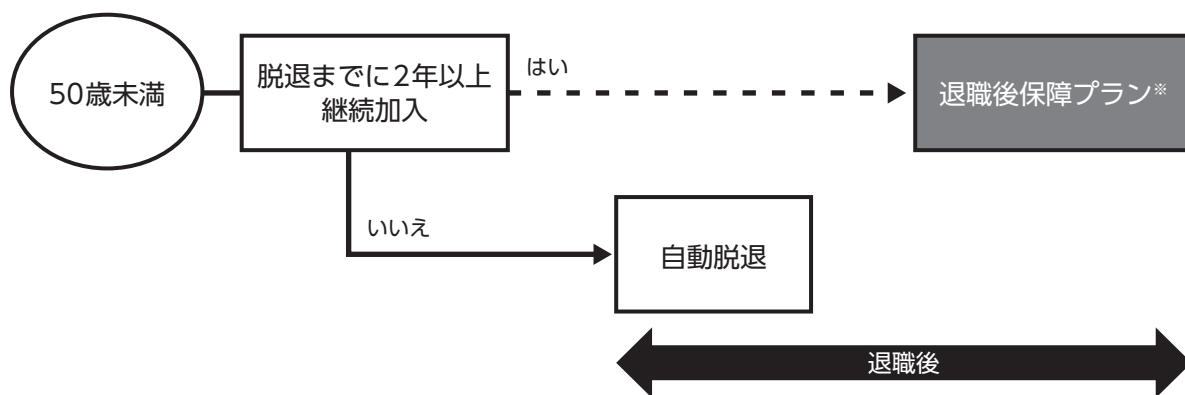 50歳未満
脱退までに2年以上
継続加入
はい
退職後保障プラン※
いいえ
自動脱退
退職後